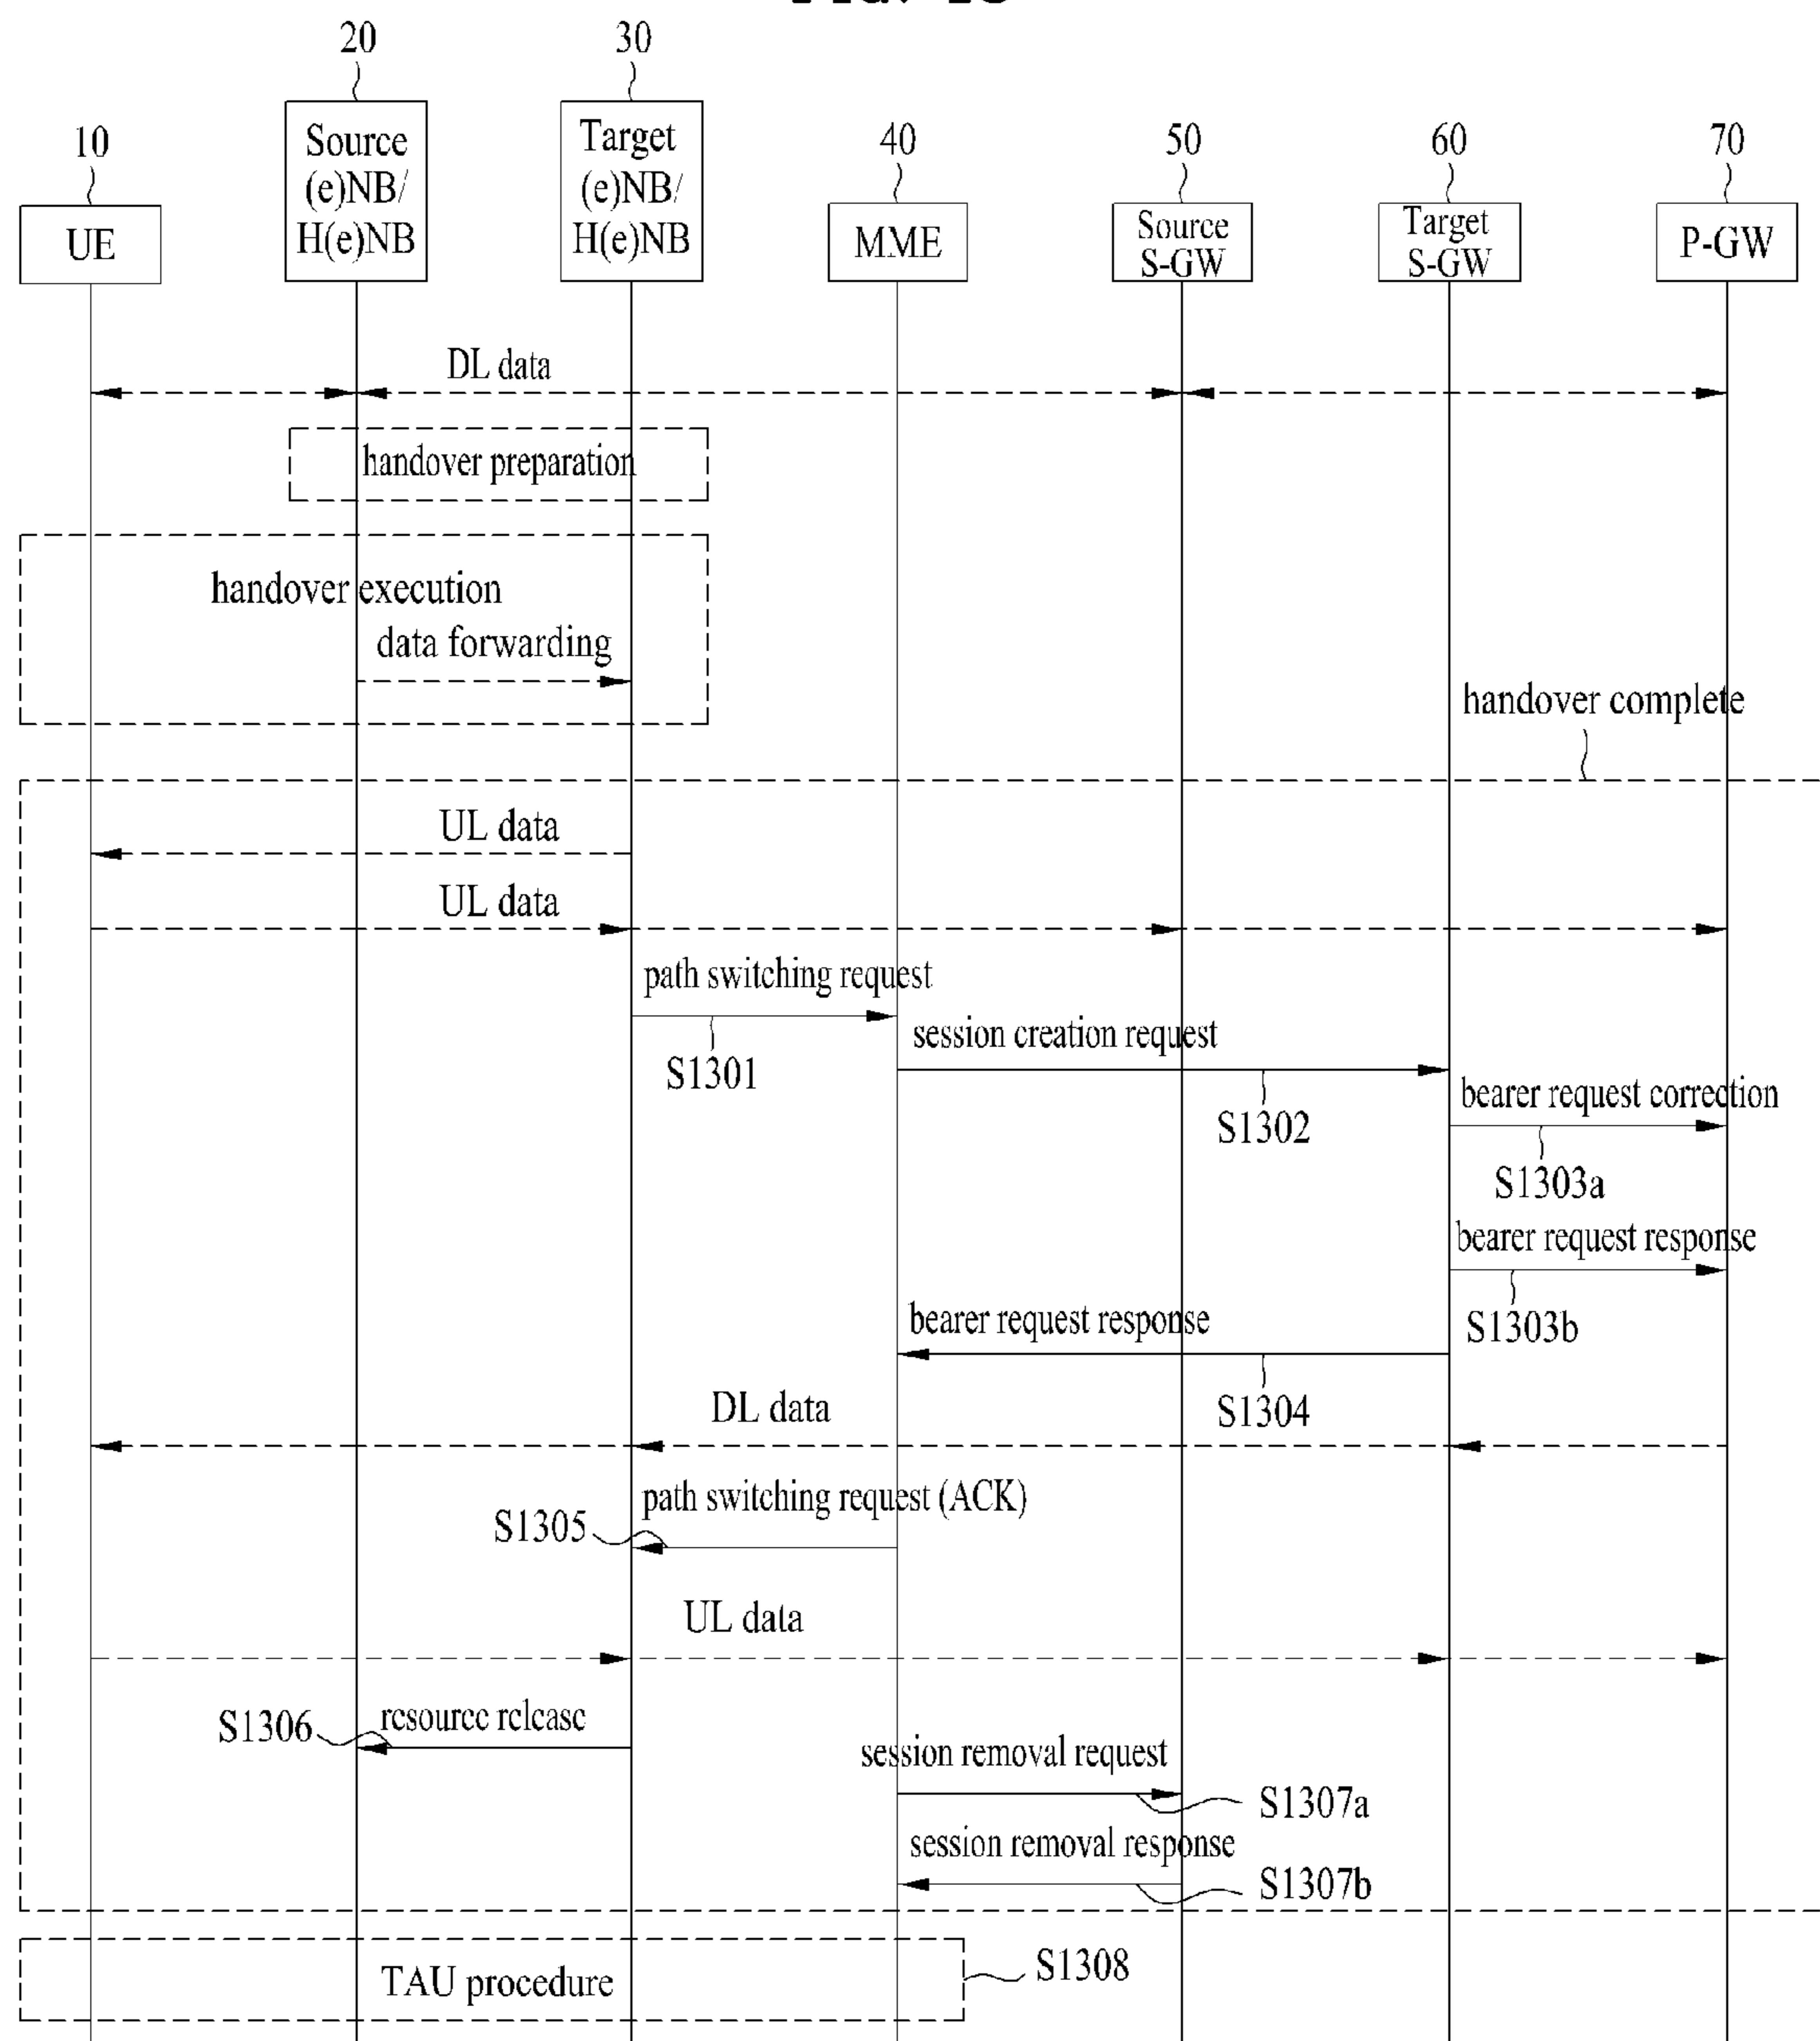 20
30
10
40
50
60
70
Source
(e)NB/
H(e)NB
Target
(e)NB/
H(e)NB
UE
MME
Source
S-GW
Target
S-GW
P-GW
DL data
handover preparation
handover execution
data forwarding
handover complete
UL data
UL data
path switching request
S1301
session creation request
S1302
bearer request correction
S1303a
bearer request response
S1303b
bearer request response
S1304
DL data
path switching request (ACK)
S1305
UL data
S1306
resource release
session removal request
S1307a
session removal response
S1307b
TAU procedure
S1308